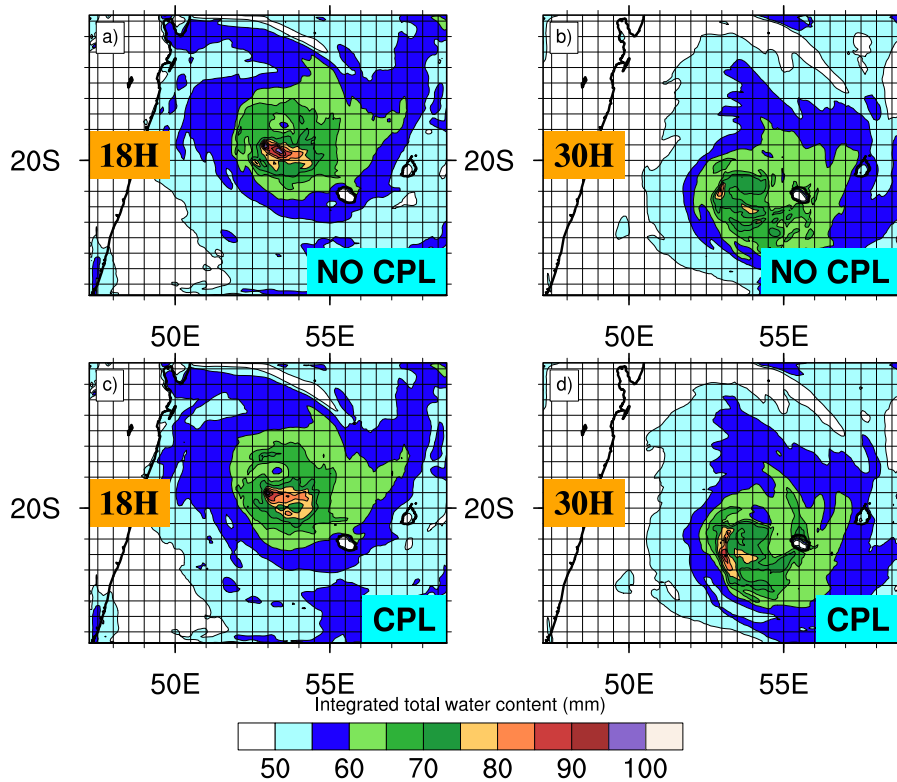 a)
b)
20S
18H
20S
30H
NO CPL
NO CPL
50E
55E
50E
55E
c)
d)
20S
18H
20S
30H
CPL
CPL
50E
55E
50E
55E
Integrated total water content (mm)
50
60
70
80
90
100